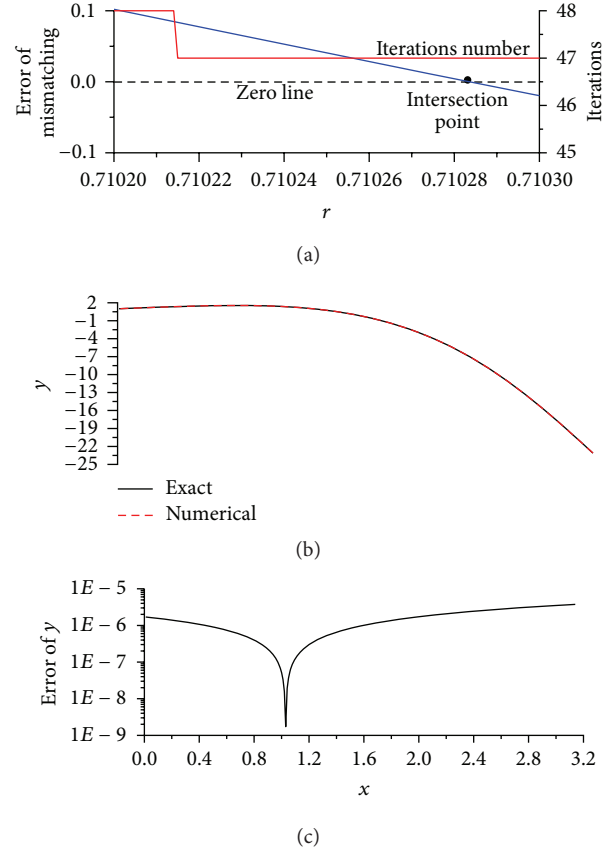 0.1
0.0
−0.1
Error of
mismatching
48
47
46
45
Iterations
Iterations number
Zero line
Intersection
point
0.71020 0.71022 0.71024 0.71026 0.71028 0.71030
r
(a)
2
−1
−4
−7
−10
−13
−16
−19
−22
−25
y
Exact
Numerical
(b)
1E − 5
1E − 6
1E − 7
1E − 8
1E − 9
Error of y
0.0 0.4 0.8 1.2 1.6 2.0 2.4 2.8 3.2
x
(c)